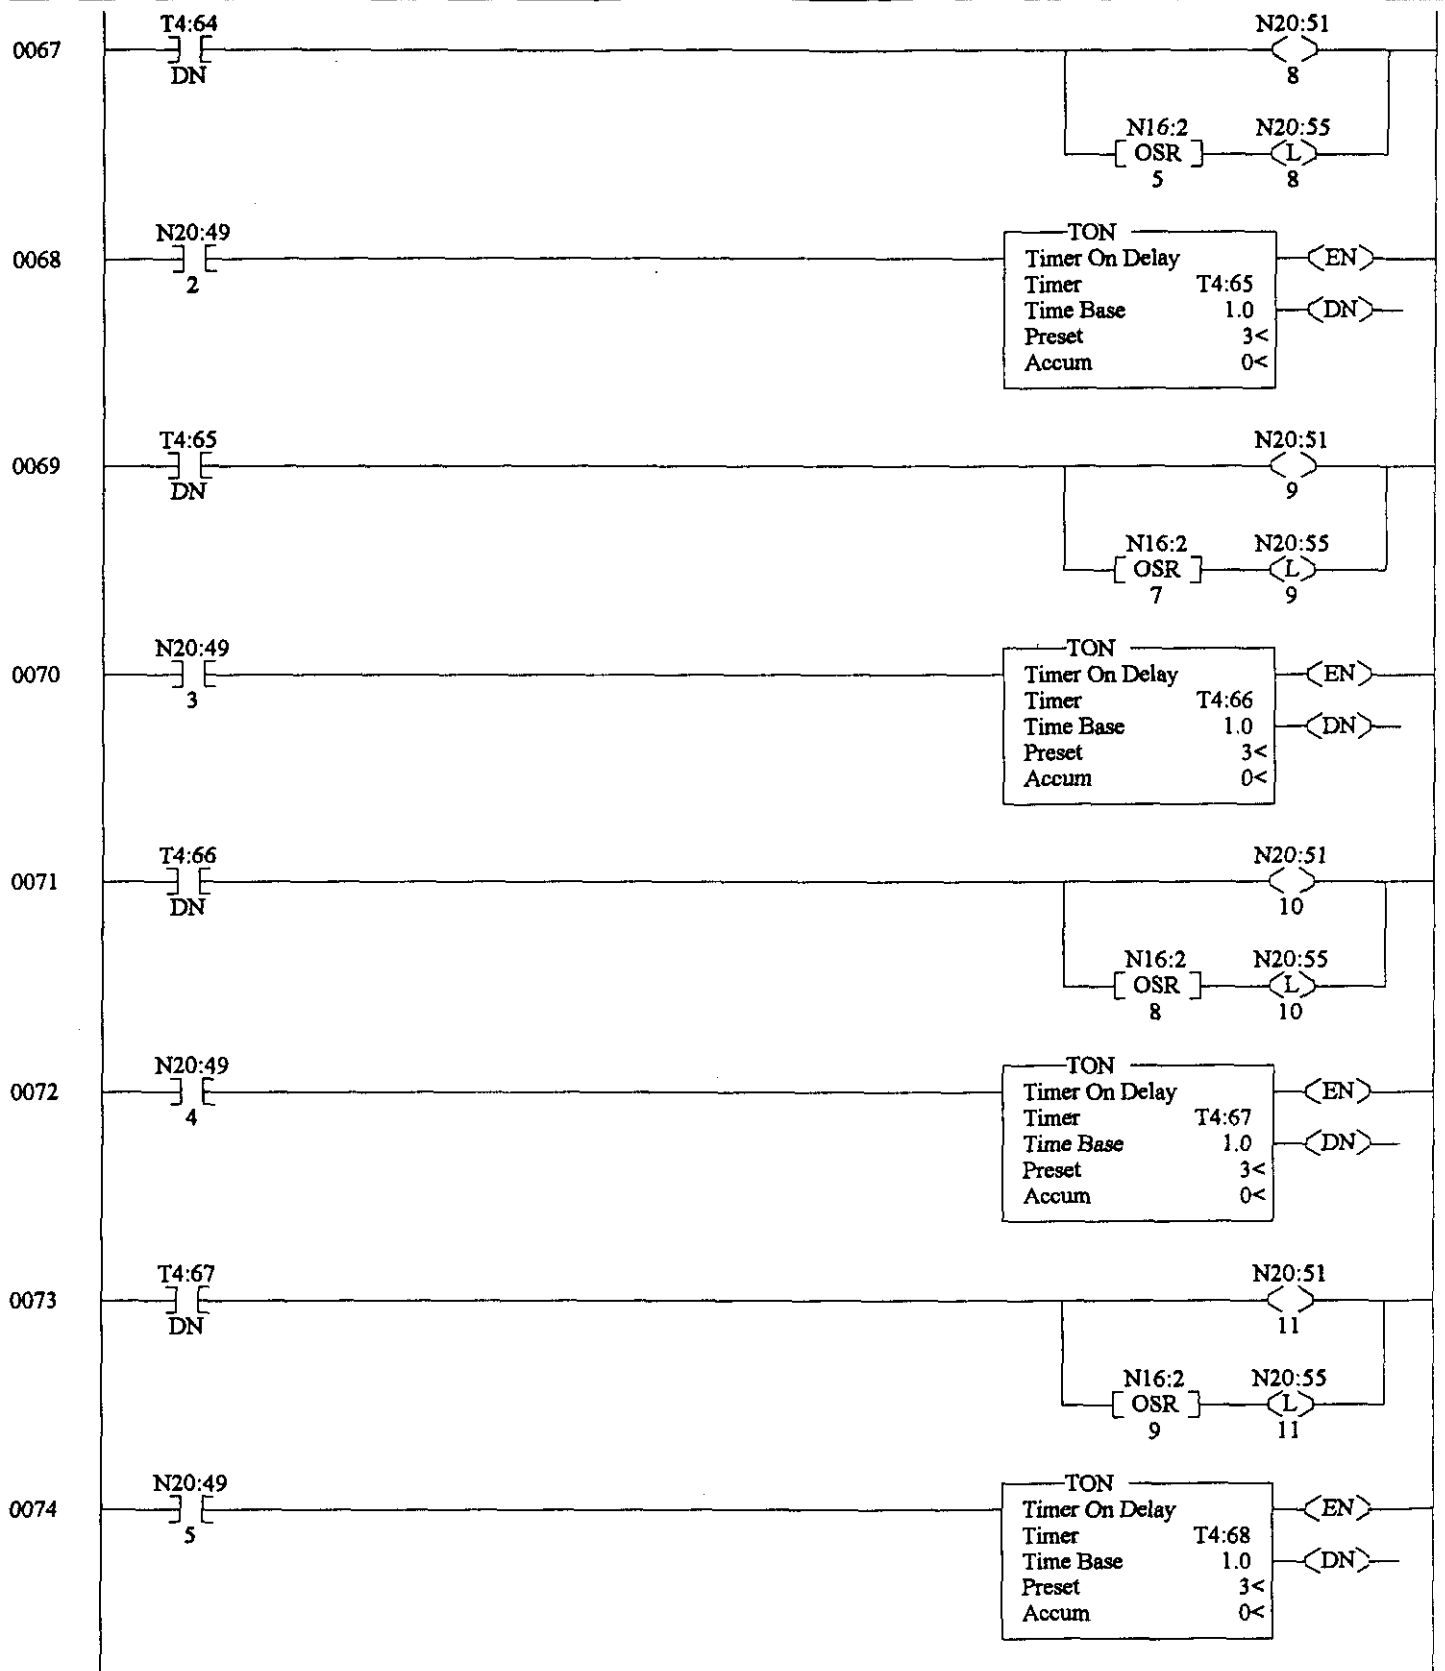 T4:64
N20:51
0067
DN
8
N16:2
N20:55
OSR
L
5
8
N20:49
TON
0068
Timer On Delay
EN
2
Timer
T4:65
Time Base
1.0
DN
Preset
3<
Accum
0<
T4:65
N20:51
0069
DN
9
N16:2
N20:55
OSR
L
7
9
N20:49
TON
0070
Timer On Delay
EN
3
Timer
T4:66
Time Base
1.0
DN
Preset
3<
Accum
0<
T4:66
N20:51
0071
DN
10
N16:2
N20:55
OSR
L
8
10
N20:49
TON
0072
Timer On Delay
EN
4
Timer
T4:67
Time Base
1.0
DN
Preset
3<
Accum
0<
T4:67
N20:51
0073
DN
11
N16:2
N20:55
OSR
L
9
11
N20:49
TON
0074
Timer On Delay
EN
5
Timer
T4:68
Time Base
1.0
DN
Preset
3<
Accum
0<